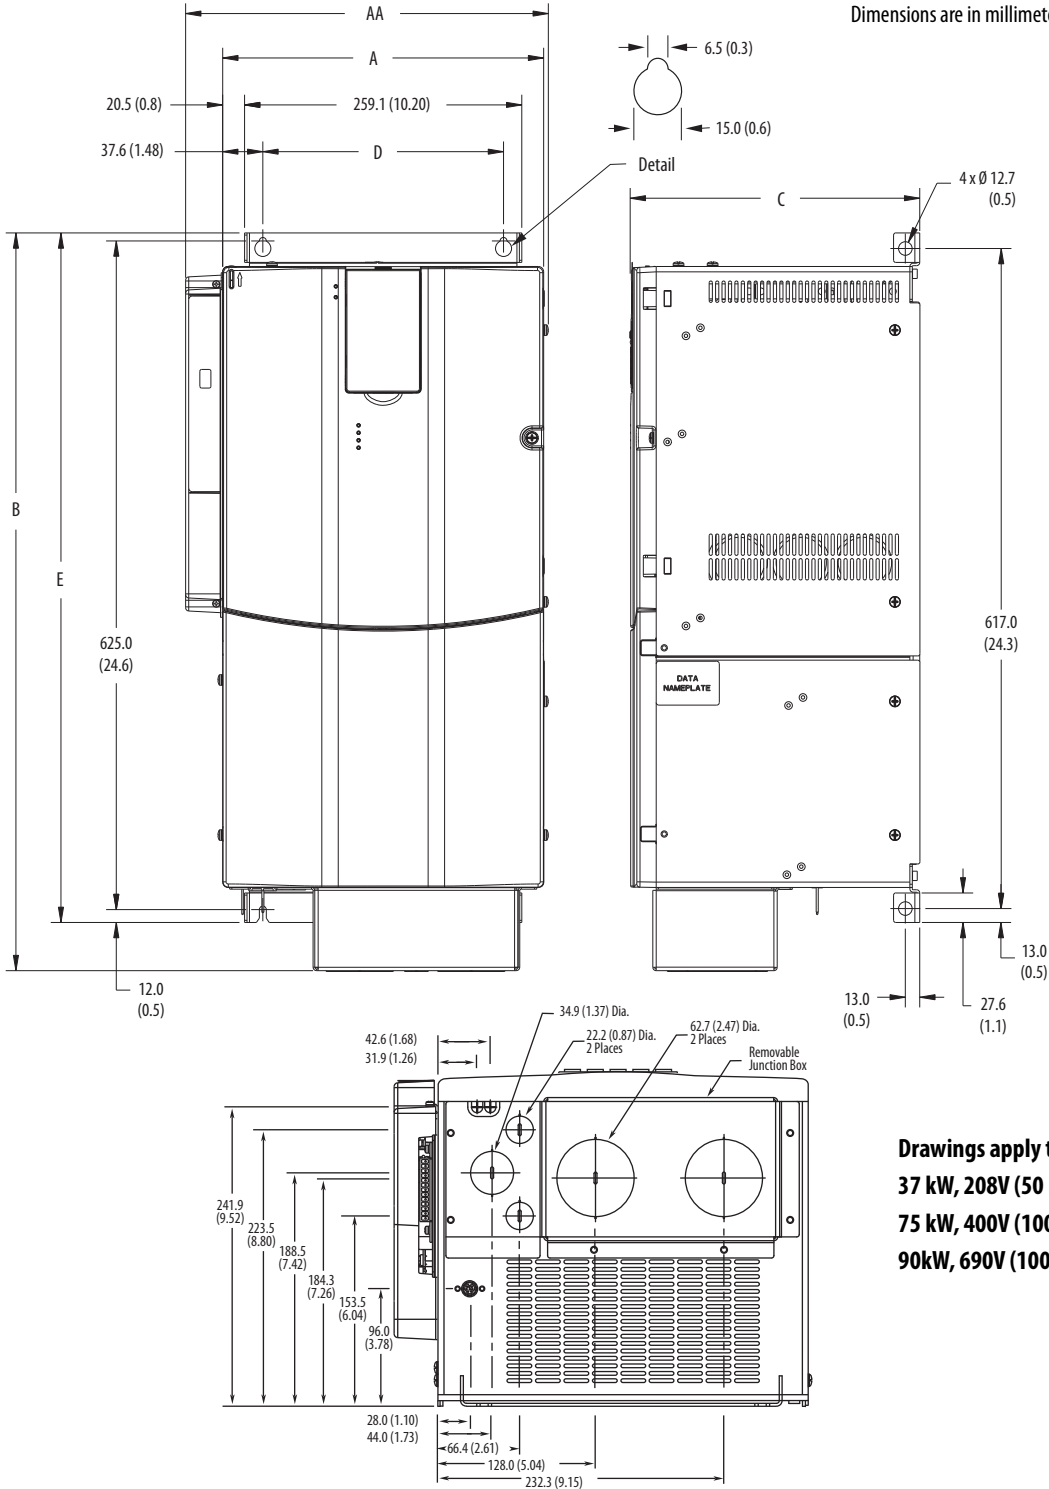 AA
Dimensions are in millimete
A
6.5 (0.3)
20.5 (0.8)
259.1 (10.20)
15.0 (0.6)
37.6 (1.48)
D
Detail
C
4 x Ø 12.7
(0.5)
B
E
625.0
(24.6)
617.0
(24.3)
DATA
NAMEPLATE
12.0
(0.5)
13.0
(0.5)
13.0
(0.5)
27.6
(1.1)
34.9 (1.37) Dia.
42.6 (1.68)
31.9 (1.26)
22.2 (0.87) Dia.
2 Places
62.7 (2.47) Dia.
2 Places
Removable
Junction Box
241.9
(9.52)
223.5
(8.80)
188.5
(7.42)
184.3
(7.26)
153.5
(6.04)
96.0
(3.78)
Drawings apply t
37 kW, 208V (50
75 kW, 400V (100
90kW, 690V (100
28.0 (1.10)
44.0 (1.73)
66.4 (2.61)
128.0 (5.04)
232.3 (9.15)